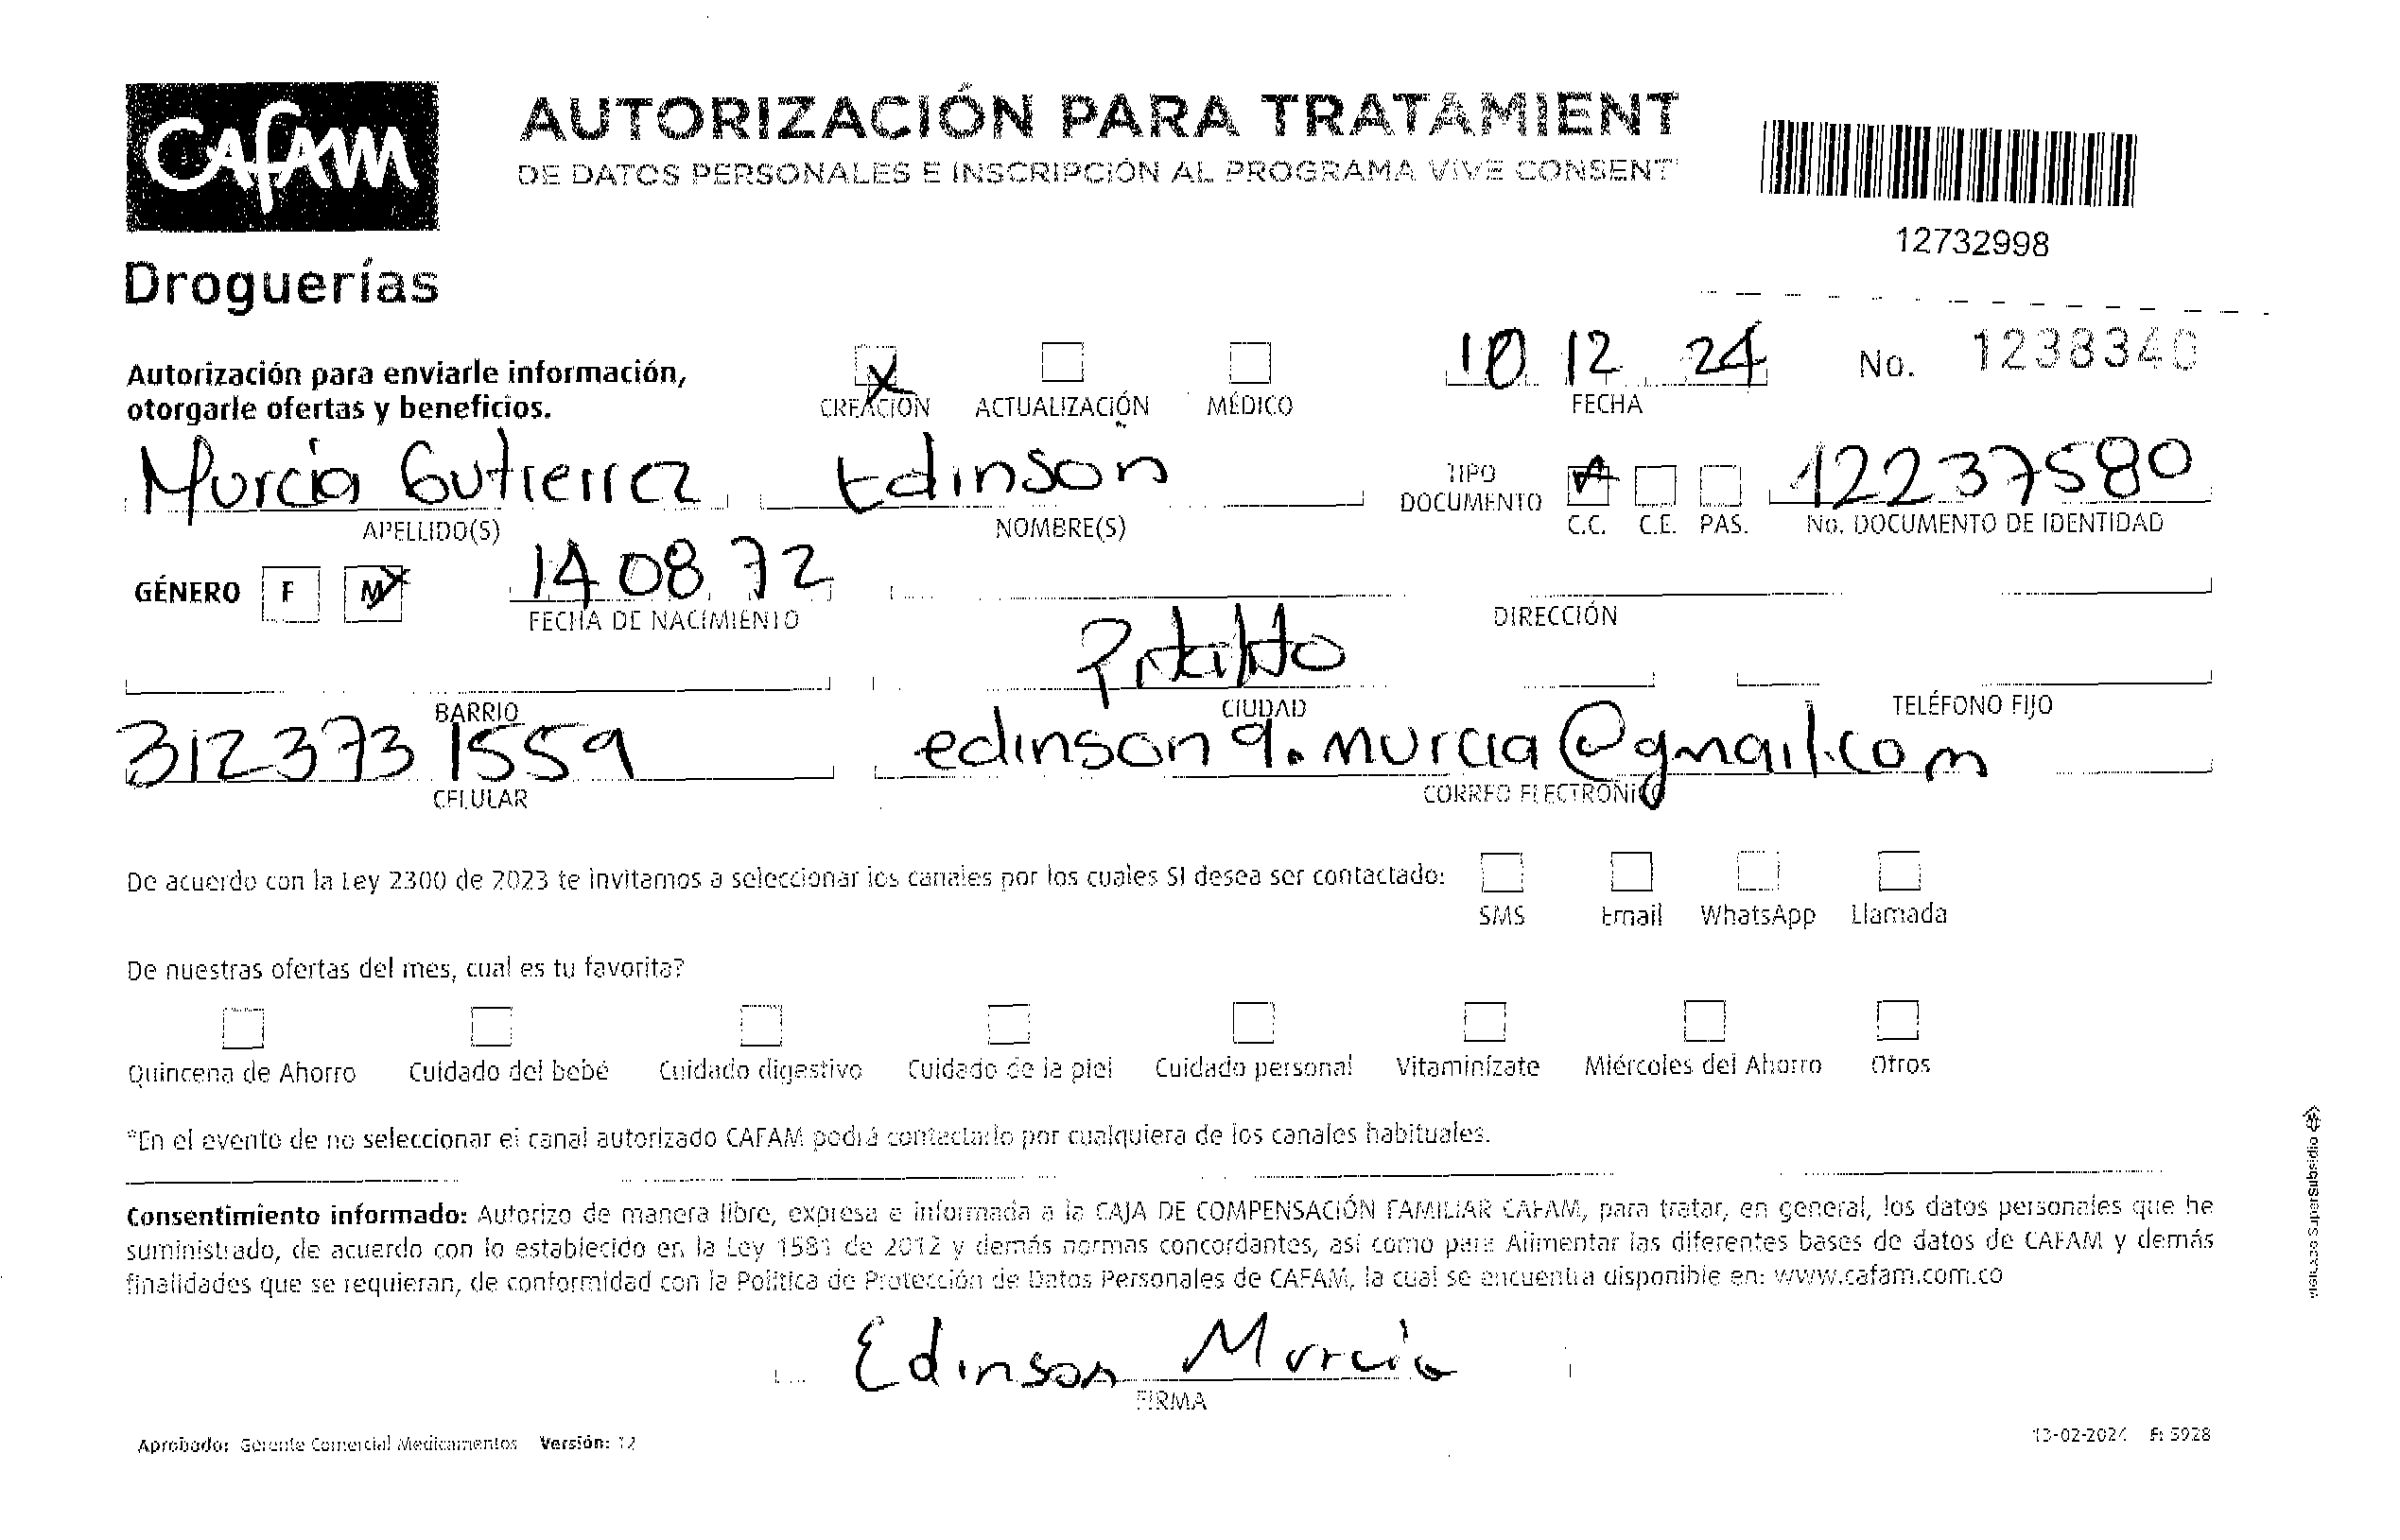 CAFAM
Droguerías
AUTORIZACIÓN PARA TRATAMIENT
DE DATOS PERSONALES E INSCRIPCIÓN AL PROGRAMA VIVE CONSENT
12732998
Autorización para enviarle información,
otorgarle ofertas y beneficios.
CREACIÓN ACTUALIZACIÓN MÉDICO
10 12 24
FECHA
No. 1238340
Murcia Gutierrez Edinson
APELLIDO(S) NOMBRE(S)
TIPO
DOCUMENTO
C.C. C.E. PAS.
12237580
No. DOCUMENTO DE IDENTIDAD
GÉNERO F M
14 08 72
FECHA DE NACIMIENTO
DIRECCIÓN
BARRIO
CIUDAD
TELÉFONO FIJO
312 373 1559
CELULAR
edinson9.murcia@gmail.com
CORREO ELECTRÓNICO
De acuerdo con la Ley 2300 de 2023 te invitamos a seleccionar los canales por los cuales SI desea ser contactado:
SMS Email WhatsApp Llamada
De nuestras ofertas del mes, cual es tu favorita?
Quincena de Ahorro Cuidado del bebé Cuidado digestivo Cuidado de la piel Cuidado personal Vitaminízate Miércoles del Ahorro Otros
*En el evento de no seleccionar el canal autorizado CAFAM podrá contactarlo por cualquiera de los canales habituales.
Consentimiento informado: Autorizo de manera libre, expresa e informada a la CAJA DE COMPENSACIÓN FAMILIAR CAFAM, para tratar, en general, los datos personales que he
suministrado, de acuerdo con lo establecido en la Ley 1581 de 2012 y demás normas concordantes, así como para Alimentar las diferentes bases de datos de CAFAM y demás
finalidades que se requieran, de conformidad con la Política de Protección de Datos Personales de CAFAM, la cual se encuentra disponible en: www.cafam.com.co
Edinson Murcia
FIRMA
Aprobado: Gerente Comercial Medicamentos Versión: 12
13-02-2024 Ft 5928
VIGILADO SuperSubsidio